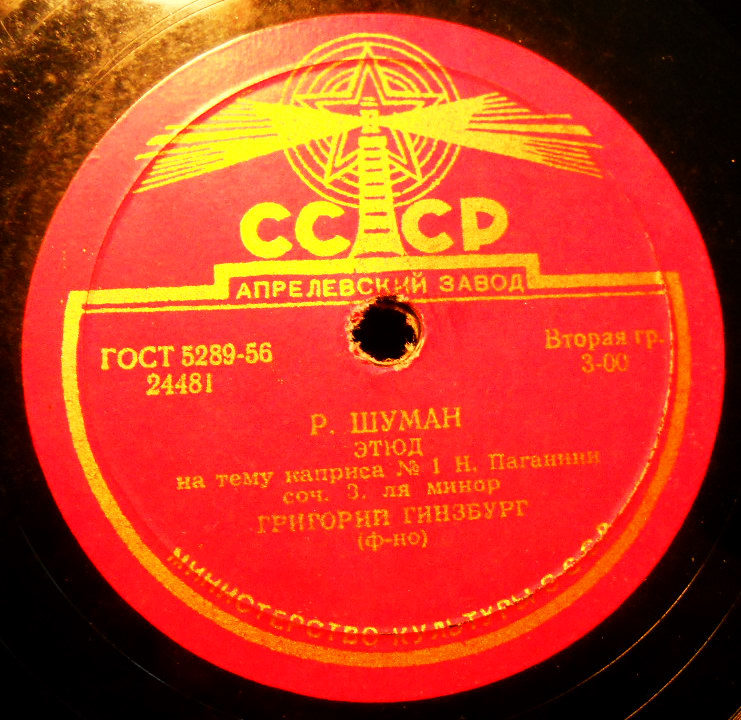 СССР
АПРЕЛЕВСКИЙ ЗАВОД
ГОСТ 5289-56
24481
Вторая гр.
3-00
Р. ШУМАН
ЭТЮД
на тему каприса № 1 Н. Паганини
соч. 3. ля минор
ГРИГОРИЙ ГИНЗБУРГ
(ф-но)
МИНИСТЕРСТВО КУЛЬТУРЫ СССР